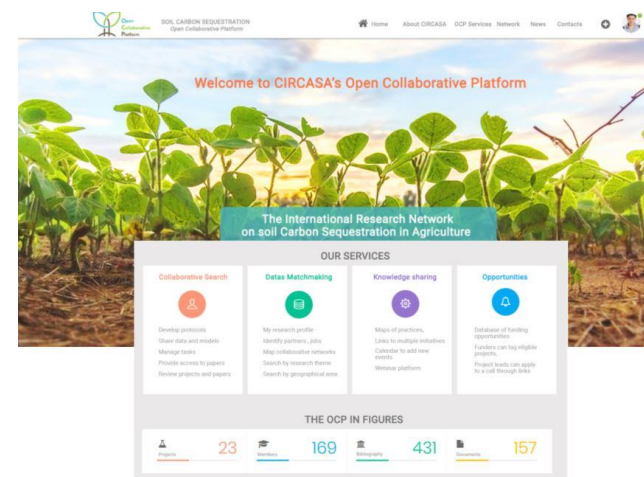 Open
Collaborative
Platform
SOIL CARBON SEQUESTRATION
Open Collaborative Platform
Home About CIRCASA OCP Services Network News Contacts
Welcome to CIRCASA's Open Collaborative Platform
The International Research Network
on soil Carbon Sequestration in Agriculture
OUR SERVICES
Collaborative Search
Develop protocols
Share data and models
Manage tasks
Provide access to papers
Review projects and papers
Datas Matchmaking
My research profile
Identify partners , jobs
Map collaborative networks
Search by research theme
Search by geographical area
Knowledge sharing
Maps of practices,
Links to multiple initiatives
Calendar to add new
events
Webinar platform
Opportunities
Database of funding
opportunities
Funders can tag eligible
projects,
Project leads can apply
to a call through links
THE OCP IN FIGURES
Projects 23
Members 169
Bibliography 431
Documents 157